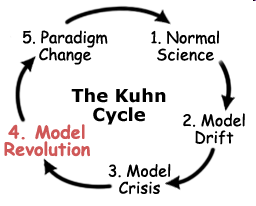 The Kuhn
Cycle
1. Normal
Science
2. Model
Drift
3. Model
Crisis
4. Model
Revolution
5. Paradigm
Change